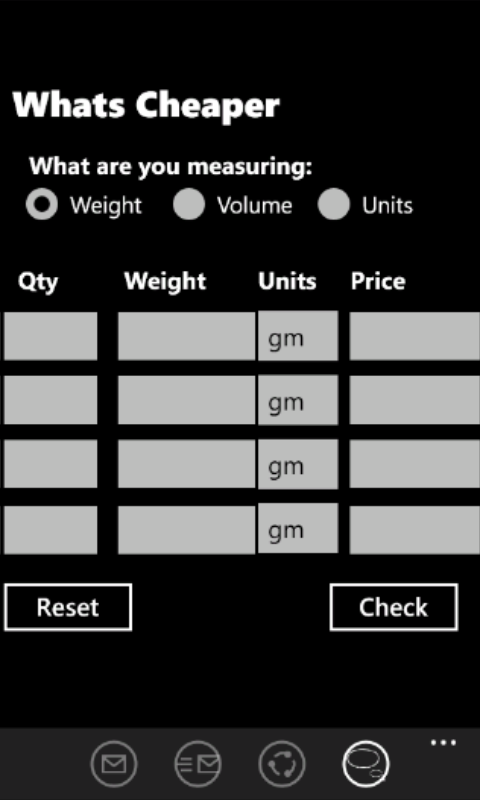 Whats Cheaper
What are you measuring:
Weight Volume Units
Qty Weight Units Price
gm
gm
gm
gm
Reset Check